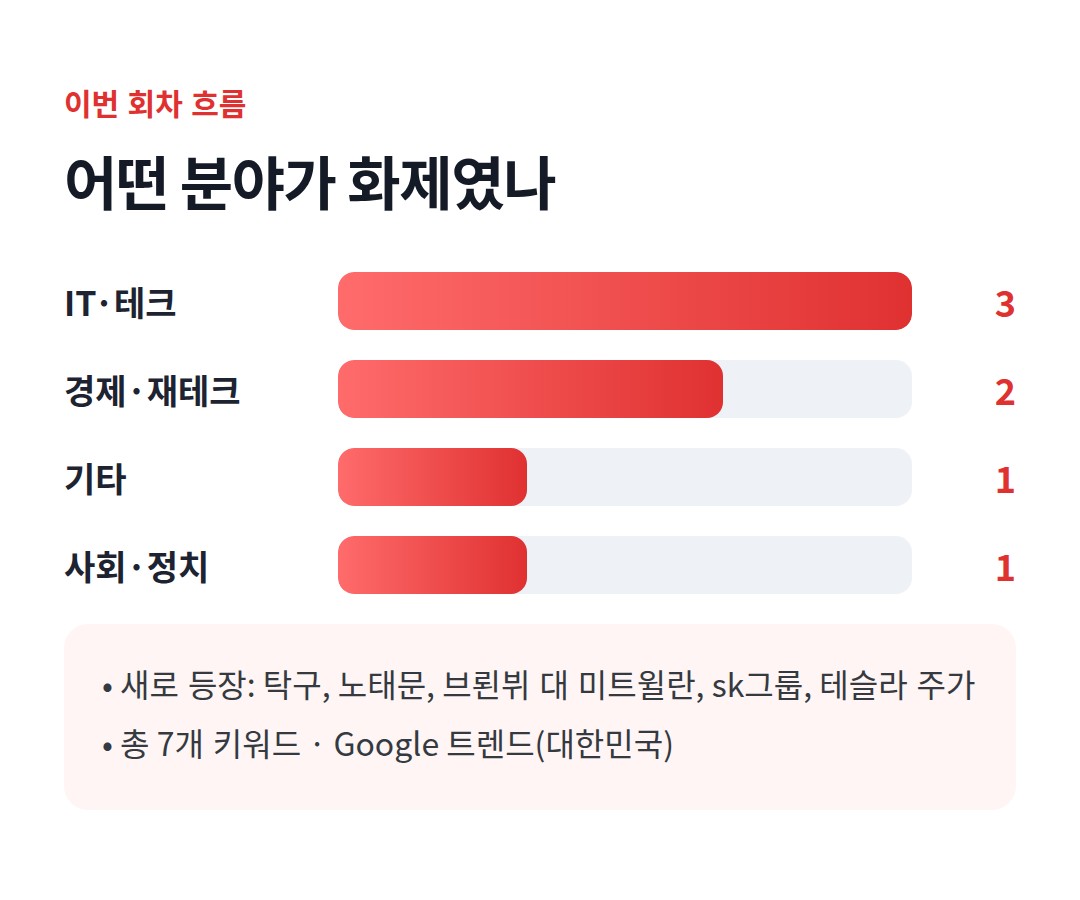 이번 회차 흐름
어떤 분야가 화제였나
IT·테크 3
경제·재테크 2
기타 1
사회·정치 1
• 새로 등장: 탁구, 노태문, 브뢴뷔 대 미트윌란, sk그룹, 테슬라 주가
• 총 7개 키워드 · Google 트렌드(대한민국)